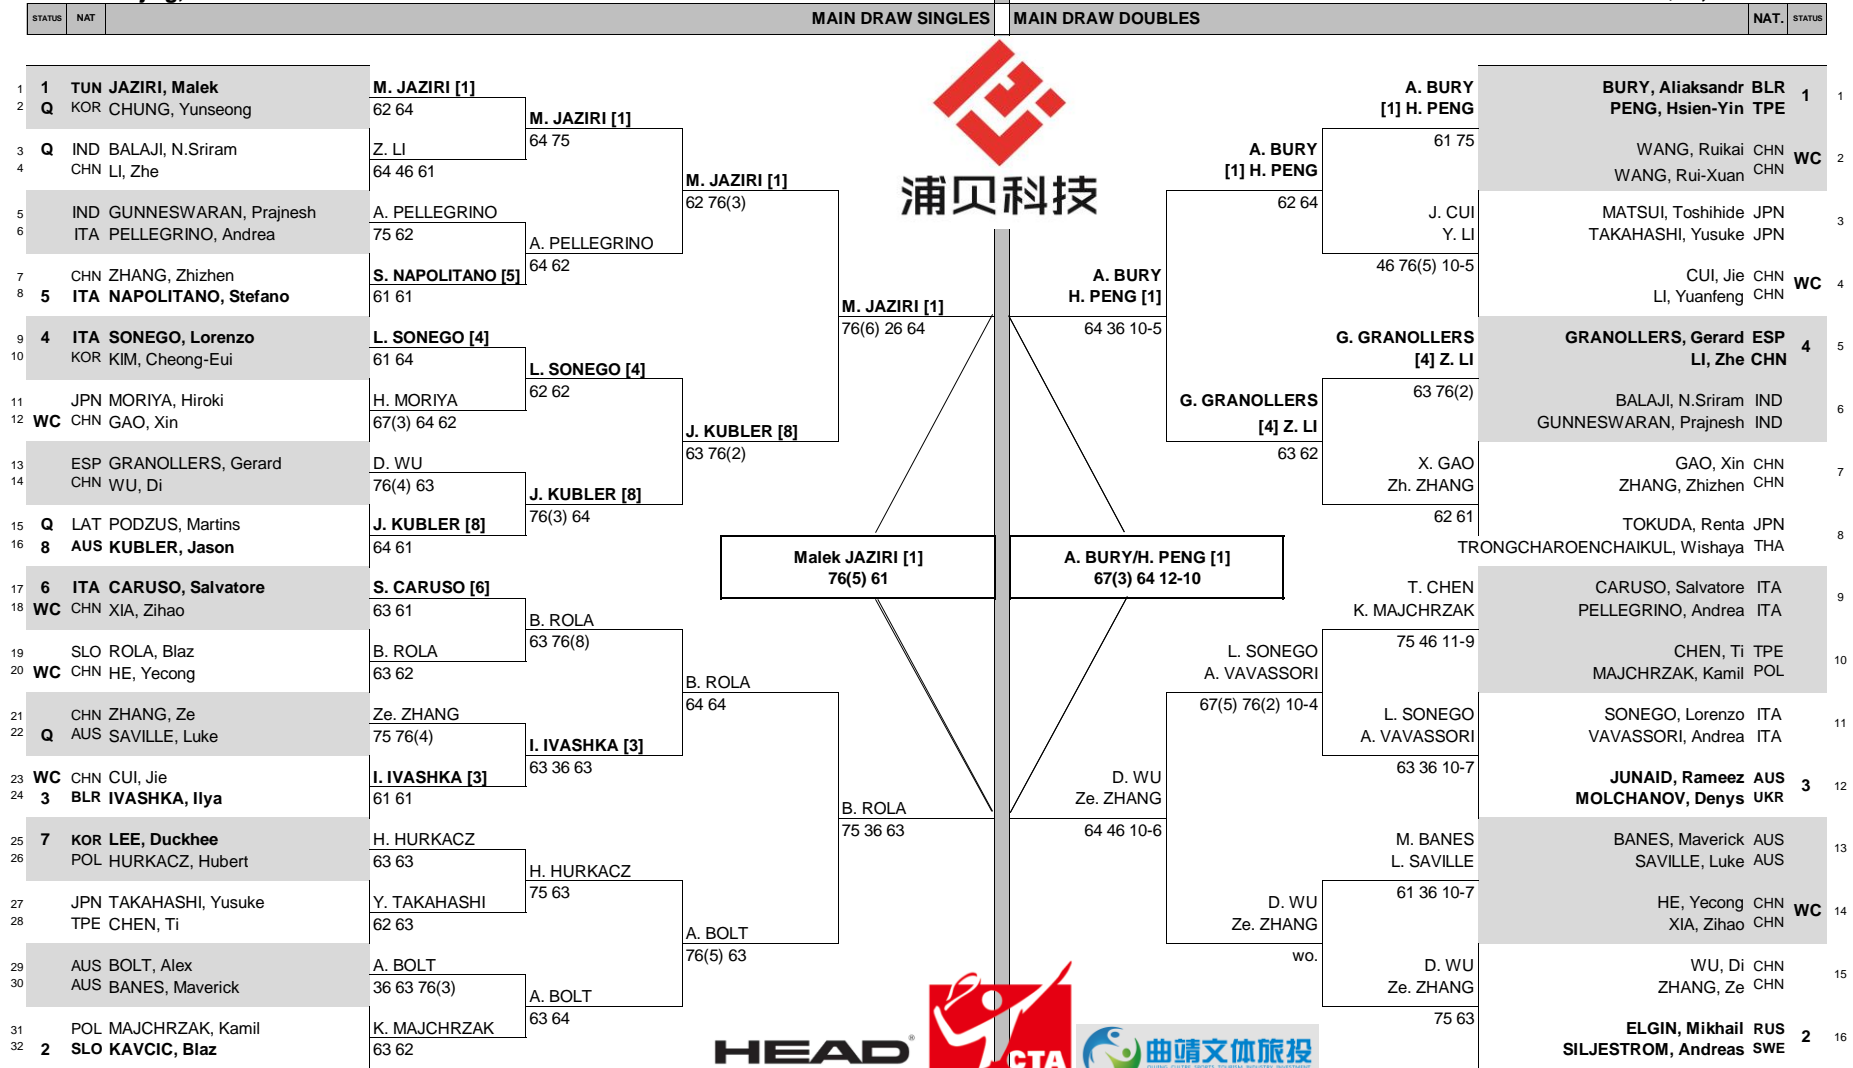 STATUS NAT MAIN DRAW SINGLES MAIN DRAW DOUBLES NAT. STATUS
1 1 TUN JAZIRI, Malek
2 Q KOR CHUNG, Yunseong
3 Q IND BALAJI, N.Sriram
4 CHN LI, Zhe
5 IND GUNNESWARAN, Prajnesh
6 ITA PELLEGRINO, Andrea
7 CHN ZHANG, Zhizhen
8 5 ITA NAPOLITANO, Stefano
9 4 ITA SONEGO, Lorenzo
10 KOR KIM, Cheong-Eui
11 JPN MORIYA, Hiroki
12 WC CHN GAO, Xin
13 ESP GRANOLLERS, Gerard
14 CHN WU, Di
15 Q LAT PODZUS, Martins
16 8 AUS KUBLER, Jason
17 6 ITA CARUSO, Salvatore
18 WC CHN XIA, Zihao
19 SLO ROLA, Blaz
20 WC CHN HE, Yecong
21 CHN ZHANG, Ze
22 Q AUS SAVILLE, Luke
23 WC CHN CUI, Jie
24 3 BLR IVASHKA, Ilya
25 7 KOR LEE, Duckhee
26 POL HURKACZ, Hubert
27 JPN TAKAHASHI, Yusuke
28 TPE CHEN, Ti
29 AUS BOLT, Alex
30 AUS BANES, Maverick
31 POL MAJCHRZAK, Kamil
32 2 SLO KAVCIC, Blaz
M. JAZIRI [1]
62 64
Z. LI
64 46 61
A. PELLEGRINO
75 62
S. NAPOLITANO [5]
61 61
L. SONEGO [4]
61 64
H. MORIYA
67(3) 64 62
D. WU
76(4) 63
J. KUBLER [8]
64 61
S. CARUSO [6]
63 61
B. ROLA
63 62
Ze. ZHANG
75 76(4)
I. IVASHKA [3]
61 61
H. HURKACZ
63 63
Y. TAKAHASHI
62 63
A. BOLT
36 63 76(3)
K. MAJCHRZAK
63 62
M. JAZIRI [1]
64 75
A. PELLEGRINO
64 62
L. SONEGO [4]
62 62
J. KUBLER [8]
76(3) 64
B. ROLA
63 76(8)
I. IVASHKA [3]
63 36 63
H. HURKACZ
75 63
A. BOLT
63 64
M. JAZIRI [1]
62 76(3)
J. KUBLER [8]
63 76(2)
B. ROLA
64 64
A. BOLT
76(5) 63
M. JAZIRI [1]
76(6) 26 64
B. ROLA
75 36 63
Malek JAZIRI [1]
76(5) 61
浦贝科技
A. BURY/H. PENG [1]
67(3) 64 12-10
A. BURY
H. PENG [1]
64 36 10-5
D. WU
Ze. ZHANG
64 46 10-6
A. BURY
[1] H. PENG
62 64
G. GRANOLLERS
[4] Z. LI
63 62
L. SONEGO
A. VAVASSORI
67(5) 76(2) 10-4
D. WU
Ze. ZHANG
wo.
A. BURY
[1] H. PENG
61 75
J. CUI
Y. LI
46 76(5) 10-5
G. GRANOLLERS
[4] Z. LI
63 76(2)
X. GAO
Zh. ZHANG
62 61
T. CHEN
K. MAJCHRZAK
75 46 11-9
L. SONEGO
A. VAVASSORI
63 36 10-7
M. BANES
L. SAVILLE
61 36 10-7
D. WU
Ze. ZHANG
75 63
BURY, Aliaksandr BLR
PENG, Hsien-Yin TPE 1 1
WANG, Ruikai CHN
WANG, Rui-Xuan CHN WC 2
MATSUI, Toshihide JPN
TAKAHASHI, Yusuke JPN 3
CUI, Jie CHN
LI, Yuanfeng CHN WC 4
GRANOLLERS, Gerard ESP
LI, Zhe CHN 4 5
BALAJI, N.Sriram IND
GUNNESWARAN, Prajnesh IND 6
GAO, Xin CHN
ZHANG, Zhizhen CHN 7
TOKUDA, Renta JPN
TRONGCHAROENCHAIKUL, Wishaya THA 8
CARUSO, Salvatore ITA
PELLEGRINO, Andrea ITA 9
CHEN, Ti TPE
MAJCHRZAK, Kamil POL 10
SONEGO, Lorenzo ITA
VAVASSORI, Andrea ITA 11
JUNAID, Rameez AUS
MOLCHANOV, Denys UKR 3 12
BANES, Maverick AUS
SAVILLE, Luke AUS 13
HE, Yecong CHN
XIA, Zihao CHN WC 14
WU, Di CHN
ZHANG, Ze CHN 15
ELGIN, Mikhail RUS
SILJESTROM, Andreas SWE 2 16
HEAD®
CTA
曲靖文体旅投